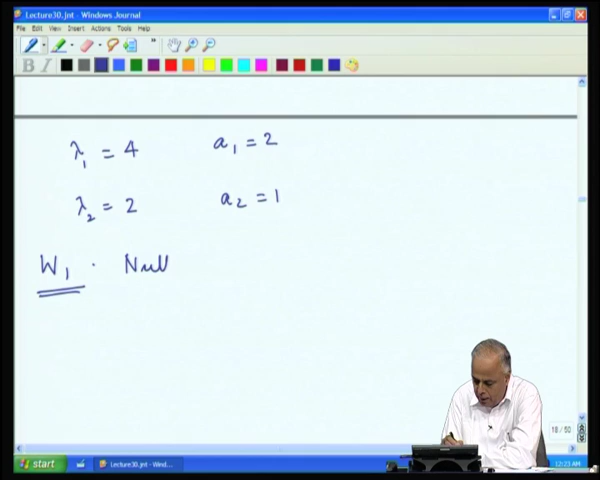 Lecture30.jnt - Windows Journal
File Edit View Insert Actions Tools Help
B I
λ₁ = 4 a₁ = 2
λ₂ = 2 a₂ = 1
W₁ . Null
18 / 50
start Lecture30.jnt - Wind... 12:23 AM